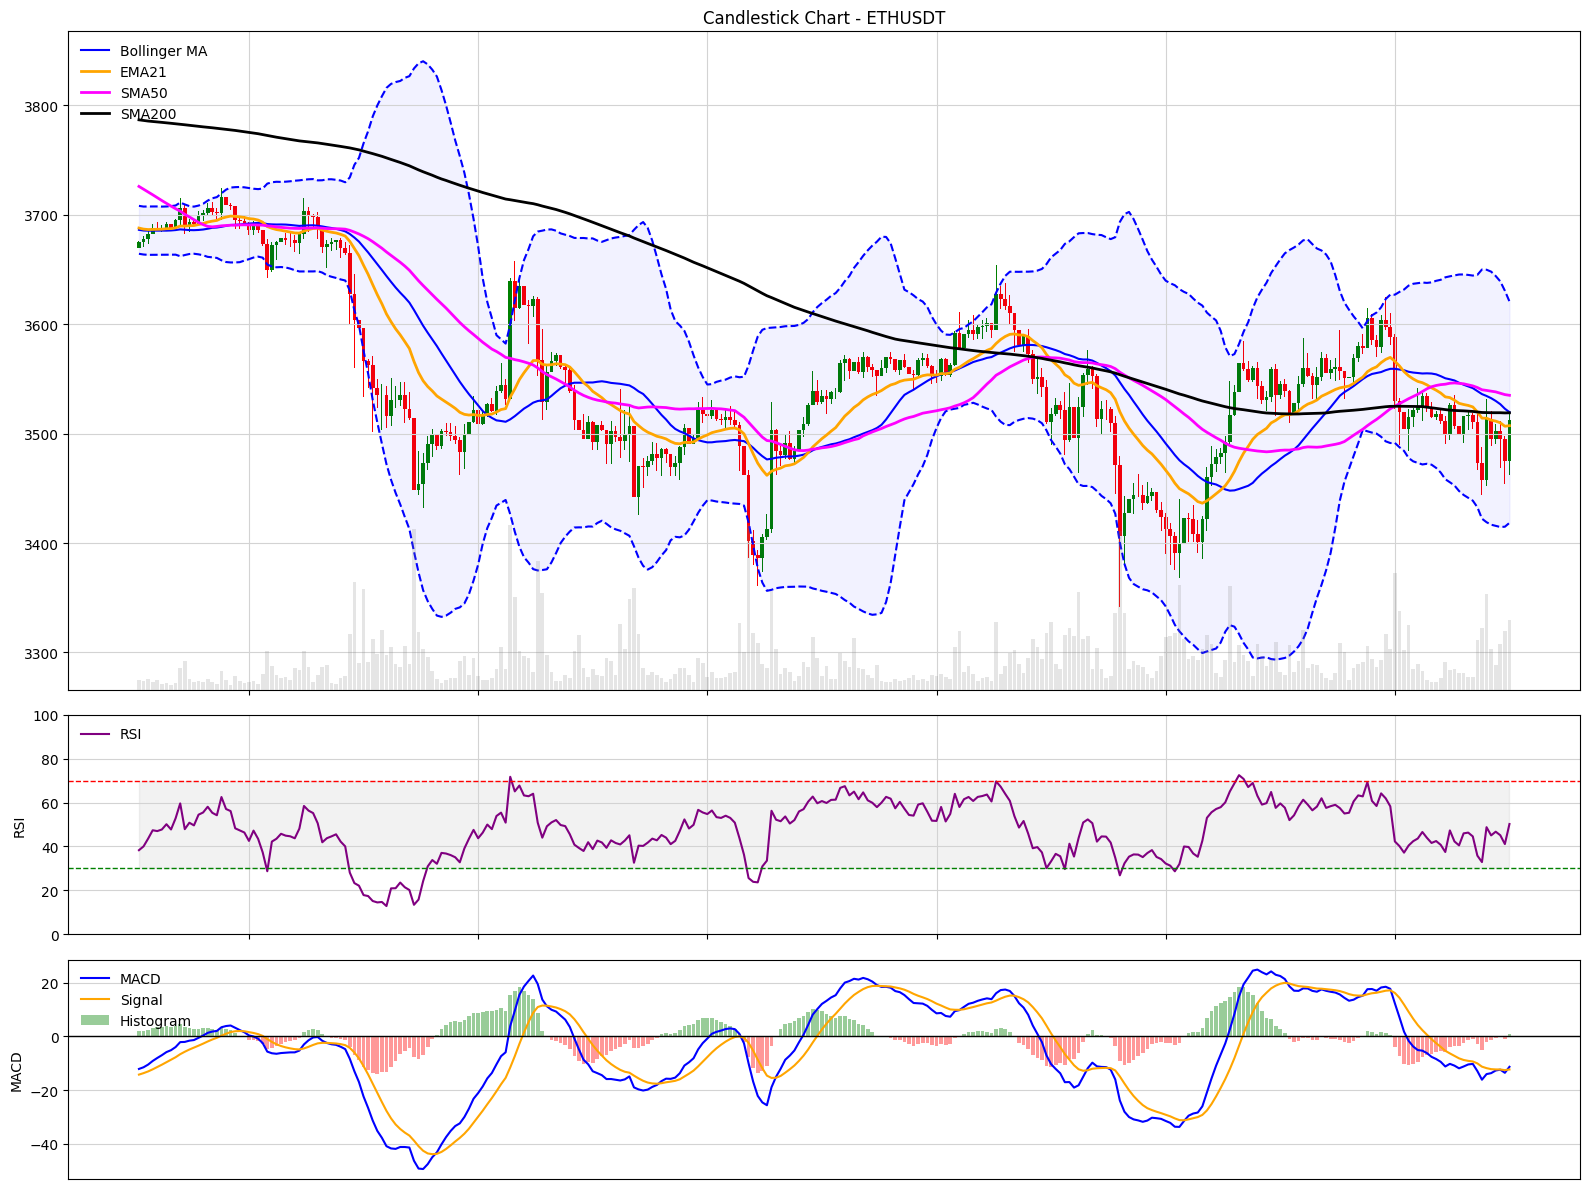 Candlestick Chart - ETHUSDT
Bollinger MA
EMA21
SMA50
SMA200
3800
3700
3600
3500
3400
3300
RSI
100
80
60
40
20
0
RSI
MACD
Signal
Histogram
20
0
−20
−40
MACD